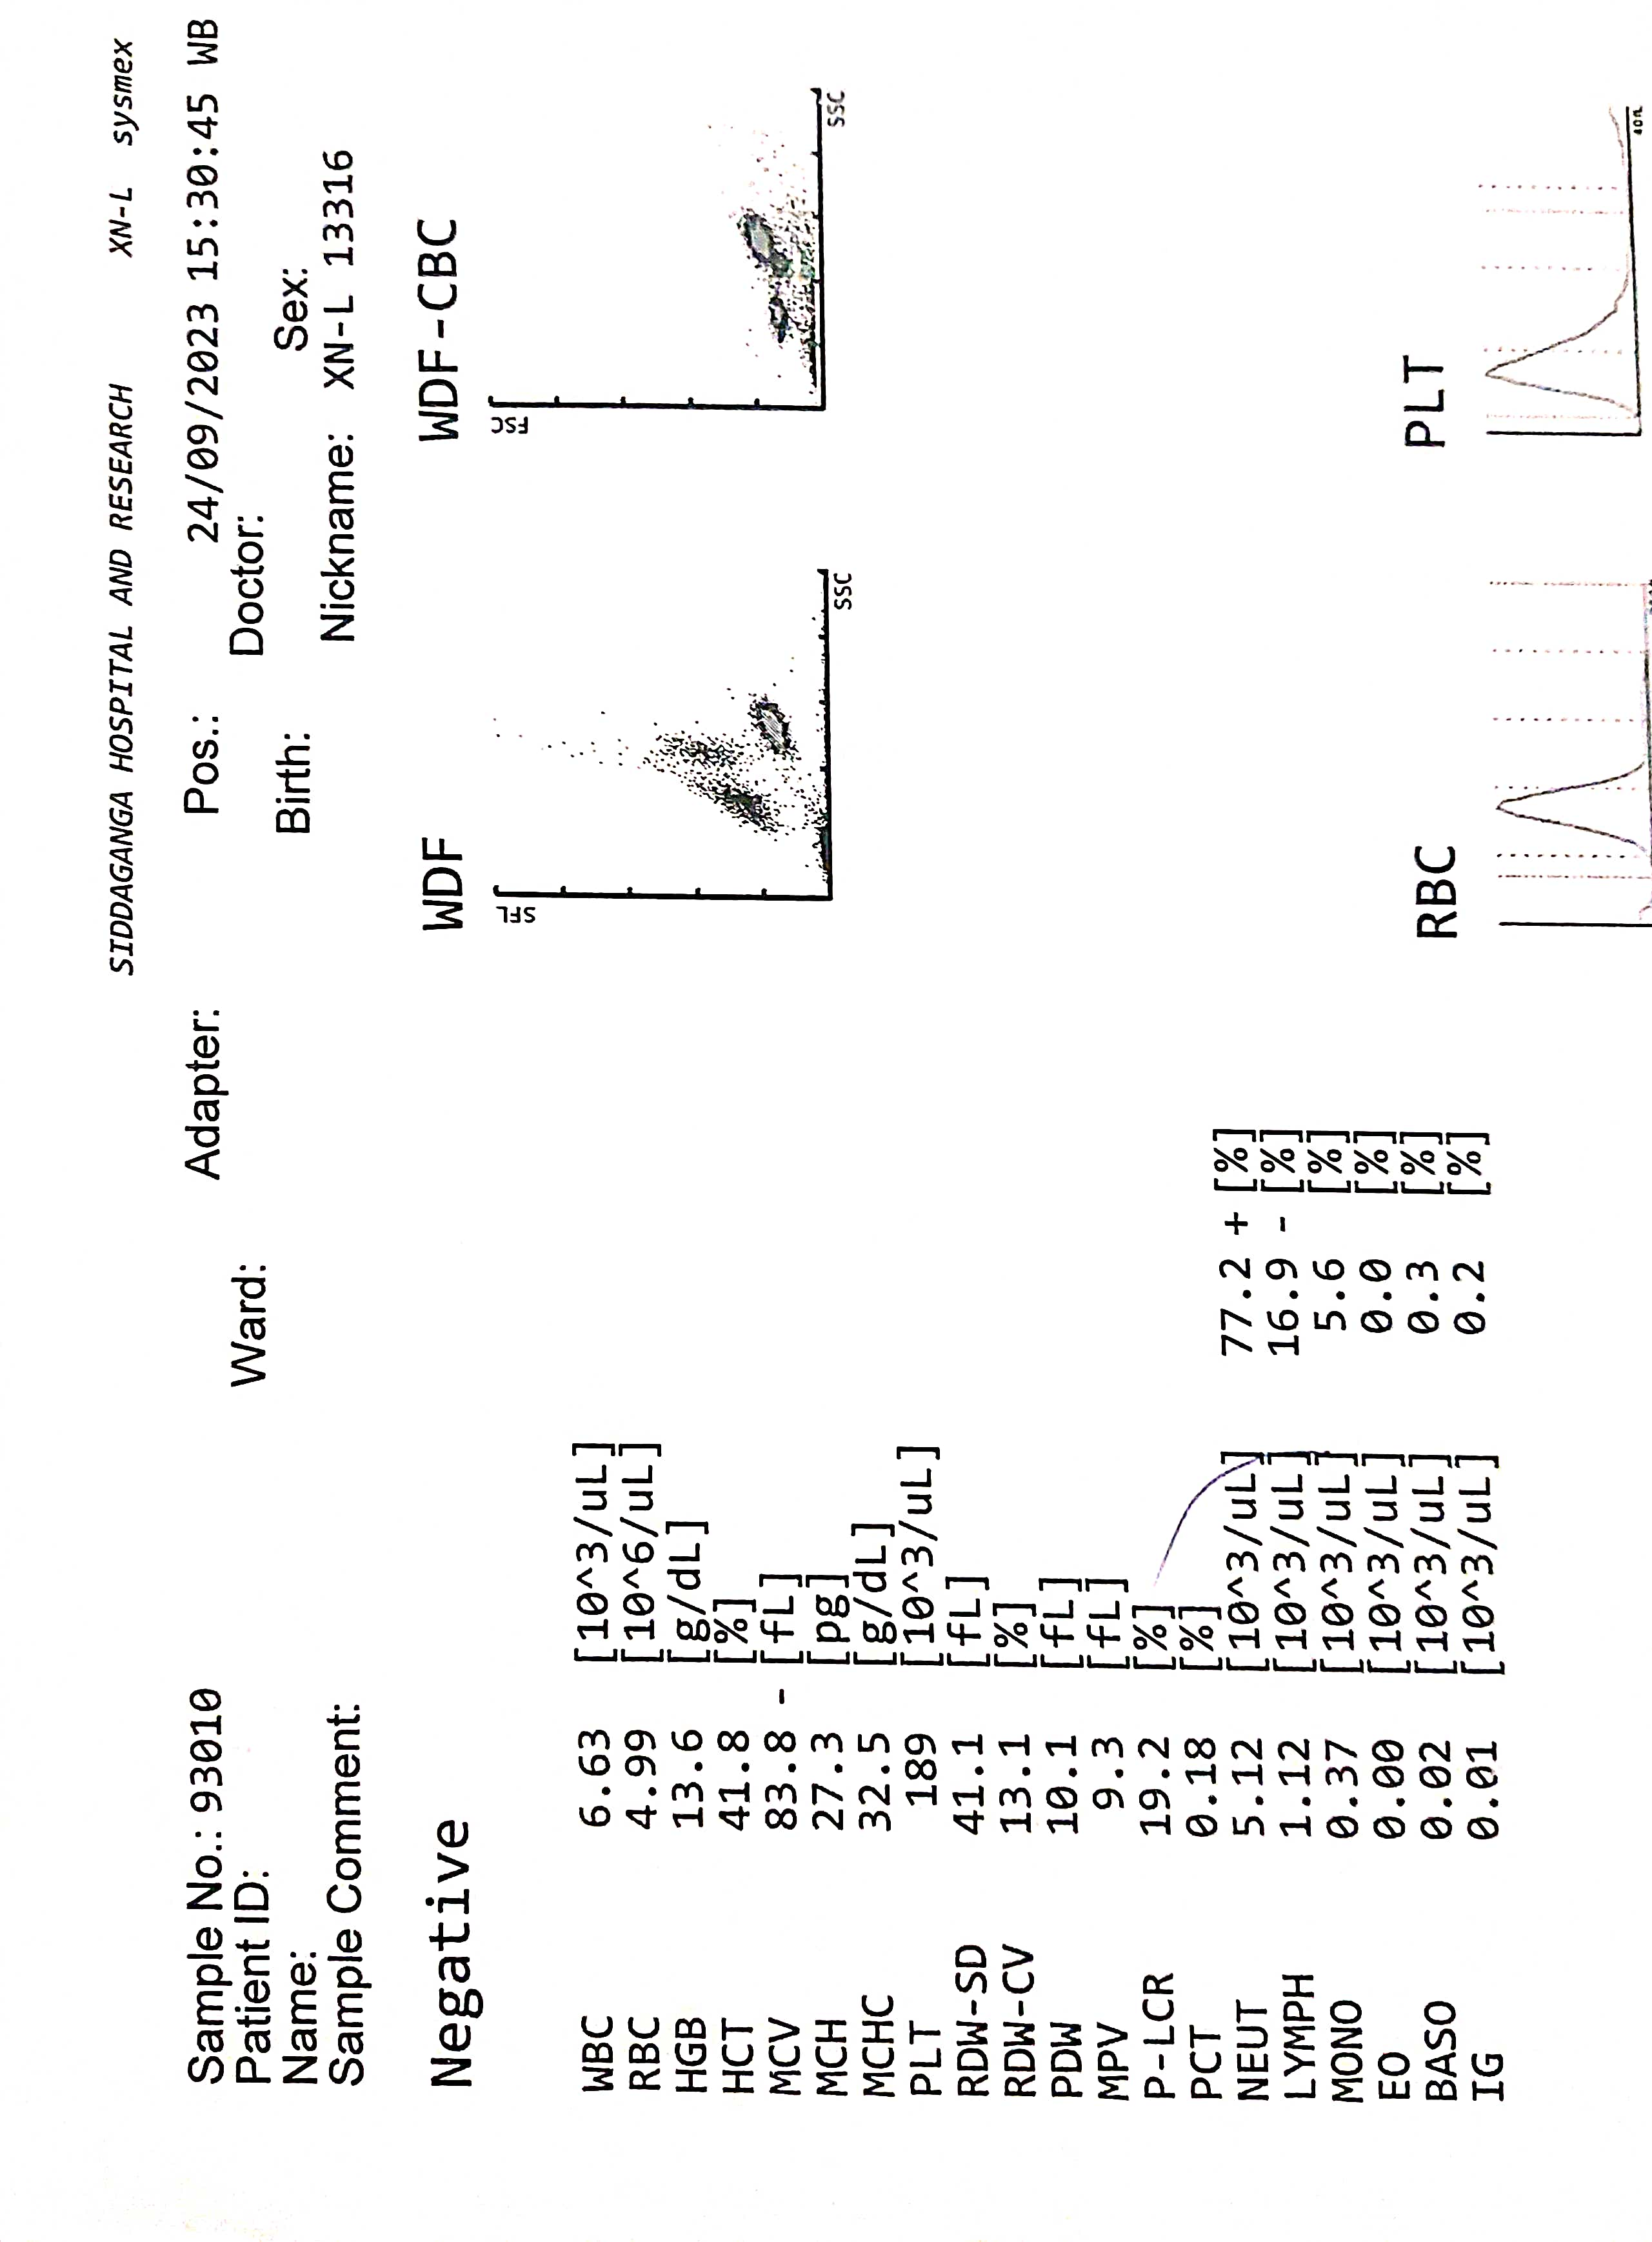 SIDDAGANGA HOSPITAL AND RESEARCH XN-L sysmex
Sample No.: 93010 Adapter: Pos.: 24/09/2023 15:30:45 WB
Patient ID: Ward: Doctor:
Name: Birth: Sex:
Sample Comment: Nickname: XN-L 13316
Negative WDF WDF-CBC
SFL FSC
WBC 6.63 [10^3/uL]
RBC 4.99 [10^6/uL]
HGB 13.6 [g/dL]
HCT 41.8 [%]
MCV 83.8 - [fL]
SSC SSC
MCH 27.3 [pg]
MCHC 32.5 [g/dL]
PLT 189 [10^3/uL]
RDW-SD 41.1 [fL]
RDW-CV 13.1 [%]
PDW 10.1 [fL]
MPV 9.3 [fL]
P-LCR 19.2 [%]
PCT 0.18 [%]
NEUT 5.12 [10^3/uL] 77.2 + [%]
LYMPH 1.12 [10^3/uL] 16.9 - [%]
MONO 0.37 [10^3/uL] 5.6 [%]
EO 0.00 [10^3/uL] 0.0 [%]
BASO 0.02 [10^3/uL] 0.3 [%]
IG 0.01 [10^3/uL] 0.2 [%]
RBC PLT
40fL